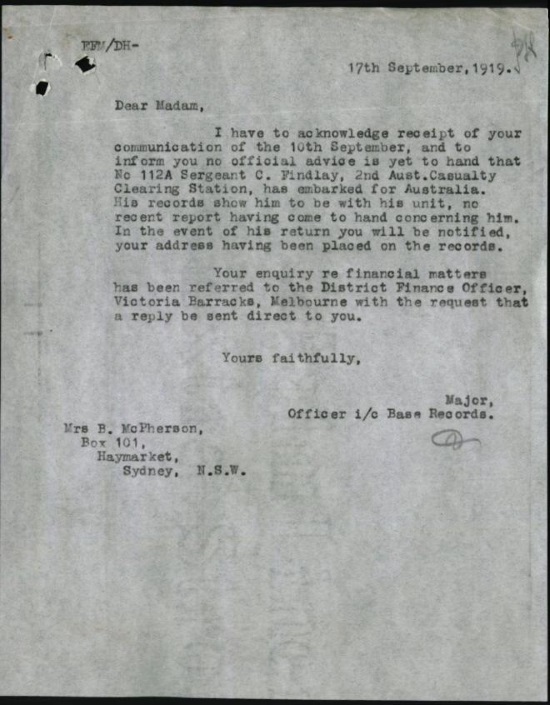 EFM/DH-
17th September,1919.
Dear Madam,
I have to acknowledge receipt of your
communication of the 10th September, and to
inform you no official advice is yet to hand that
No 112A Sergeant C. Findlay, 2nd Aust.Casualty
Clearing Station, has embarked for Australia.
His records show him to be with his unit, no
recent report having come to hand concerning him.
In the event of his return you will be notified,
your address having been placed on the records.
Your enquiry re financial matters
has been referred to the District Finance Officer,
Victoria Barracks, Melbourne with the request that
a reply be sent direct to you.
Yours faithfully,
Major,
Officer i/c Base Records.
Mrs B. McPherson,
Box 101,
Haymarket,
Sydney, N.S.W.